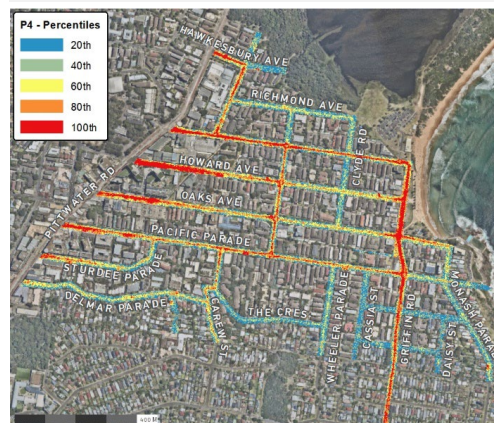 P4 - Percentiles
20th
40th
60th
80th
100th
HAWKESBURY AVE
RICHMOND AVE
CLYDE RD
HOWARD AVE
OAKS AVE
PITTWATER RD
PACIFIC PARADE
STURDEE PARADE
DELMAR PARADE
CAREW ST
THE CRES
WHEELER PARADE
CASSIA ST
GRIFFIN RD
DAISY ST
MONASH PARA